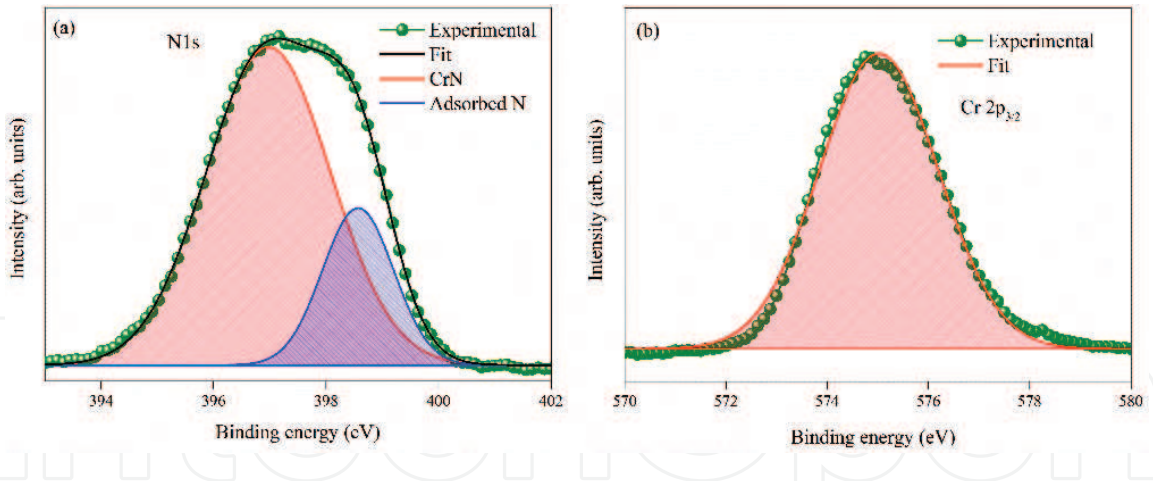 (a)
N1s
Experimental
Fit
CrN
Adsorbed N
Intensity (arb. units)
394
396
398
400
402
Binding energy (eV)
(b)
Experimental
Fit
Cr 2p3/2
Intensity (arb. units)
570
572
574
576
578
580
Binding energy (eV)